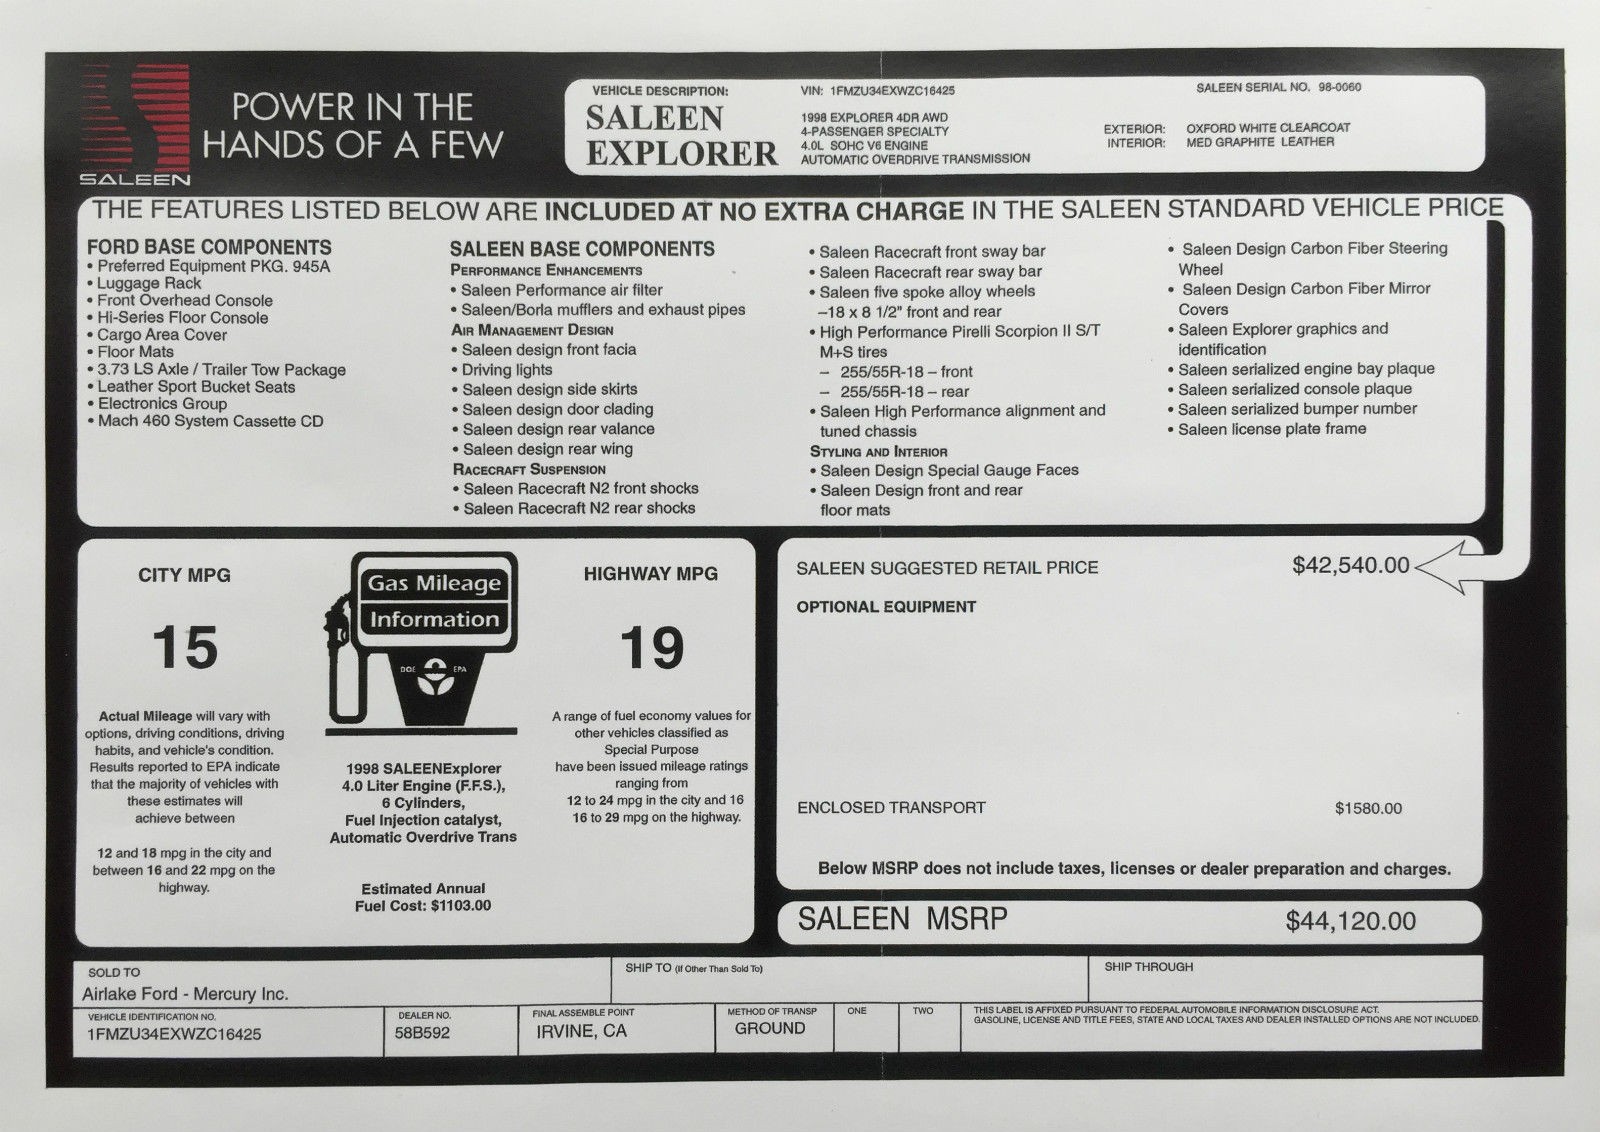 POWER IN THE
HANDS OF A FEW
SALEEN
VEHICLE DESCRIPTION:
SALEEN
EXPLORER
VIN: 1FMZU34EXWZC16425
1998 EXPLORER 4DR AWD
4-PASSENGER SPECIALTY
4.0L SOHC V6 ENGINE
AUTOMATIC OVERDRIVE TRANSMISSION
SALEEN SERIAL NO. 98-0060
EXTERIOR: OXFORD WHITE CLEARCOAT
INTERIOR: MED GRAPHITE LEATHER
THE FEATURES LISTED BELOW ARE INCLUDED AT NO EXTRA CHARGE IN THE SALEEN STANDARD VEHICLE PRICE
FORD BASE COMPONENTS
• Preferred Equipment PKG. 945A
• Luggage Rack
• Front Overhead Console
• Hi-Series Floor Console
• Cargo Area Cover
• Floor Mats
• 3.73 LS Axle / Trailer Tow Package
• Leather Sport Bucket Seats
• Electronics Group
• Mach 460 System Cassette CD
SALEEN BASE COMPONENTS
PERFORMANCE ENHANCEMENTS
• Saleen Performance air filter
• Saleen/Borla mufflers and exhaust pipes
AIR MANAGEMENT DESIGN
• Saleen design front facia
• Driving lights
• Saleen design side skirts
• Saleen design door clading
• Saleen design rear valance
• Saleen design rear wing
RACECRAFT SUSPENSION
• Saleen Racecraft N2 front shocks
• Saleen Racecraft N2 rear shocks
• Saleen Racecraft front sway bar
• Saleen Racecraft rear sway bar
• Saleen five spoke alloy wheels
–18 x 8 1/2" front and rear
• High Performance Pirelli Scorpion II S/T
M+S tires
– 255/55R-18 – front
– 255/55R-18 – rear
• Saleen High Performance alignment and
tuned chassis
STYLING AND INTERIOR
• Saleen Design Special Gauge Faces
• Saleen Design front and rear
floor mats
• Saleen Design Carbon Fiber Steering
Wheel
• Saleen Design Carbon Fiber Mirror
Covers
• Saleen Explorer graphics and
identification
• Saleen serialized engine bay plaque
• Saleen serialized console plaque
• Saleen serialized bumper number
• Saleen license plate frame
CITY MPG
15
Actual Mileage will vary with
options, driving conditions, driving
habits, and vehicle's condition.
Results reported to EPA indicate
that the majority of vehicles with
these estimates will
achieve between
12 and 18 mpg in the city and
between 16 and 22 mpg on the
highway.
Gas Mileage
Information
DOE EPA
1998 SALEENExplorer
4.0 Liter Engine (F.F.S.),
6 Cylinders,
Fuel Injection catalyst,
Automatic Overdrive Trans
Estimated Annual
Fuel Cost: $1103.00
HIGHWAY MPG
19
A range of fuel economy values for
other vehicles classified as
Special Purpose
have been issued mileage ratings
ranging from
12 to 24 mpg in the city and 16
16 to 29 mpg on the highway.
SALEEN SUGGESTED RETAIL PRICE $42,540.00
OPTIONAL EQUIPMENT
ENCLOSED TRANSPORT $1580.00
Below MSRP does not include taxes, licenses or dealer preparation and charges.
SALEEN MSRP $44,120.00
SOLD TO
Airlake Ford - Mercury Inc.
SHIP TO (If Other Than Sold To)
SHIP THROUGH
VEHICLE IDENTIFICATION NO.
1FMZU34EXWZC16425
DEALER NO.
58B592
FINAL ASSEMBLE POINT
IRVINE, CA
METHOD OF TRANSP
GROUND
ONE
TWO
THIS LABEL IS AFFIXED PURSUANT TO FEDERAL AUTOMOBILE INFORMATION DISCLOSURE ACT.
GASOLINE, LICENSE AND TITLE FEES, STATE AND LOCAL TAXES AND DEALER INSTALLED OPTIONS ARE NOT INCLUDED.